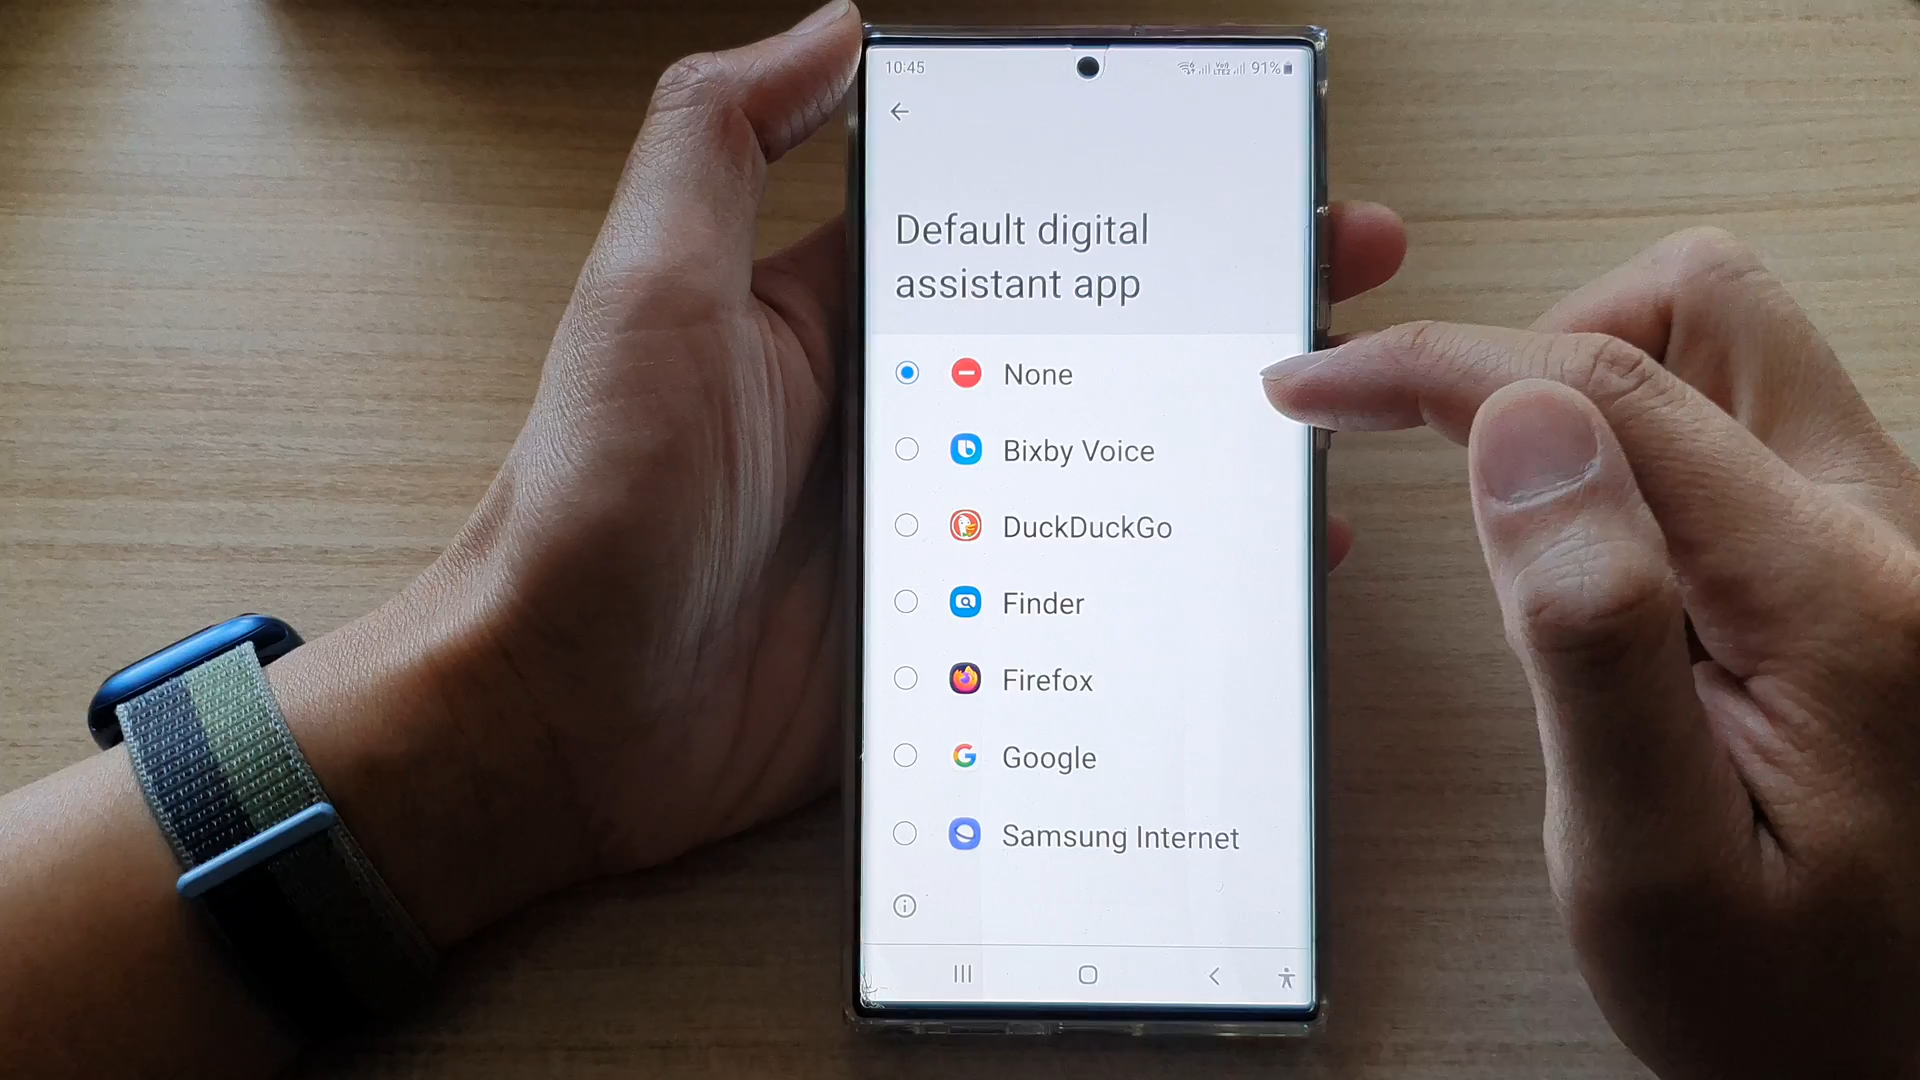 10:45
91%
Default digital
assistant app
None
Bixby Voice
DuckDuckGo
Finder
Firefox
Google
Samsung Internet